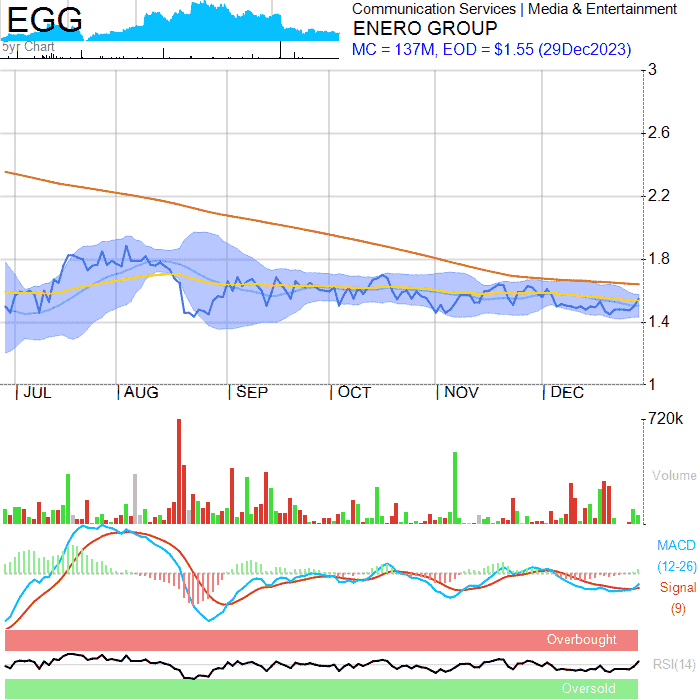 EGG
5yr Chart
Communication Services | Media & Entertainment
ENERO GROUP
MC = 137M, EOD = $1.55 (29Dec2023)
3
2.6
2.2
1.8
1.4
1
JUL AUG SEP OCT NOV DEC
720k
Volume
MACD
(12-26)
Signal
(9)
Overbought
RSI(14)
Oversold